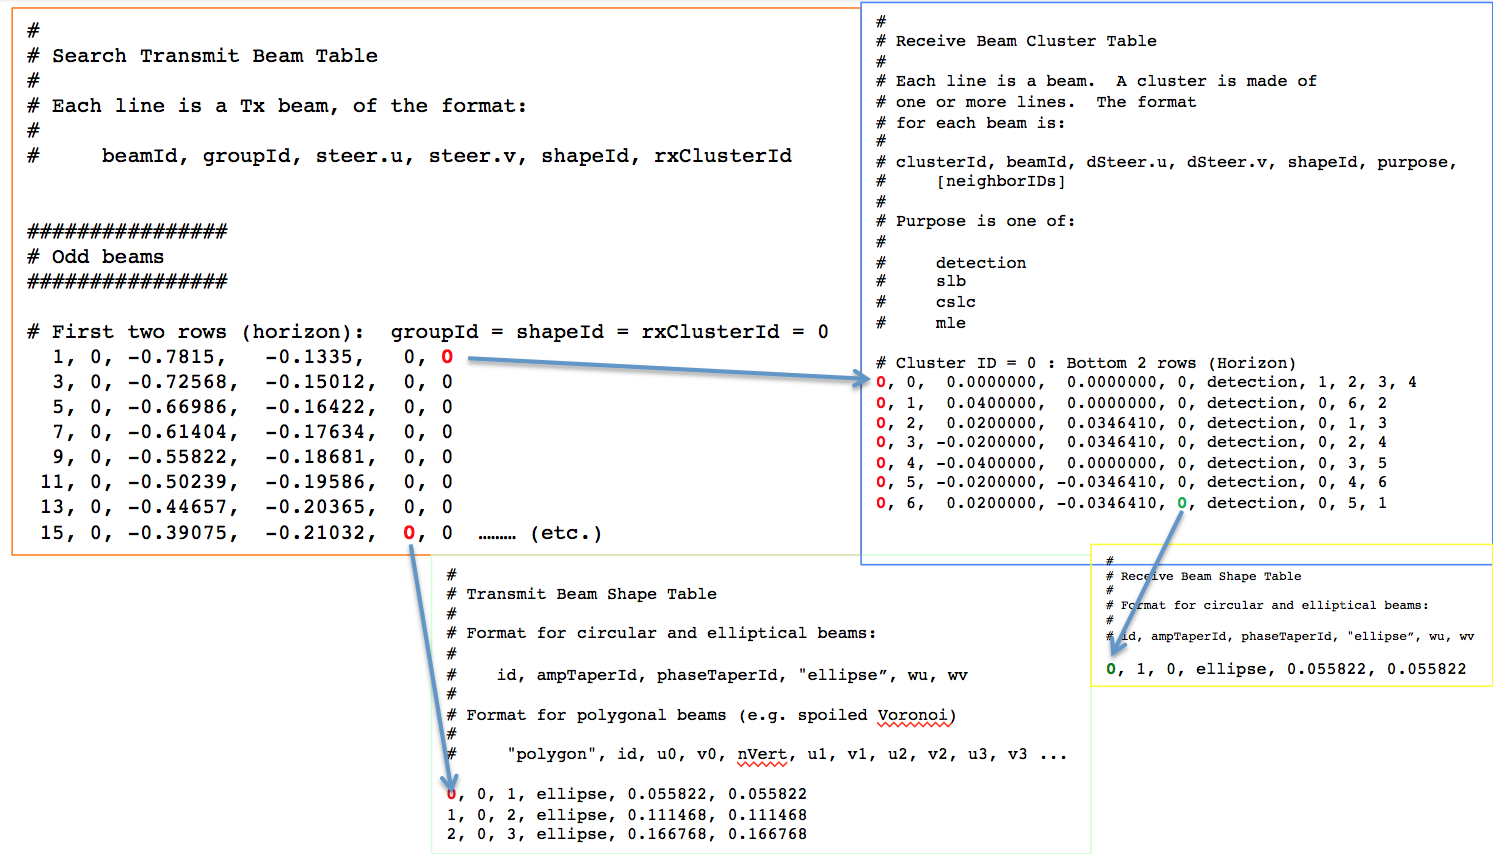 #
# Search Transmit Beam Table
#
# Each line is a Tx beam, of the format:
#
#     beamId, groupId, steer.u, steer.v, shapeId, rxClusterId
################
# Odd beams
################
# First two rows (horizon):  groupId = shapeId = rxClusterId = 0
1, 0, -0.7815,   -0.1335,   0, 0
3, 0, -0.72568,  -0.15012,  0, 0
5, 0, -0.66986,  -0.16422,  0, 0
7, 0, -0.61404,  -0.17634,  0, 0
9, 0, -0.55822,  -0.18681,  0, 0
11, 0, -0.50239,  -0.19586,  0, 0
13, 0, -0.44657,  -0.20365,  0, 0
15, 0, -0.39075,  -0.21032,  0, 0  ……… (etc.)
#
# Receive Beam Cluster Table
#
# Each line is a beam.  A cluster is made of
# one or more lines.  The format
# for each beam is:
#
# clusterId, beamId, dSteer.u, dSteer.v, shapeId, purpose,
#     [neighborIDs]
#
# Purpose is one of:
#
#     detection
#     slb
#     cslc
#     mle
# Cluster ID = 0 : Bottom 2 rows (Horizon)
0, 0,  0.0000000,  0.0000000, 0, detection, 1, 2, 3, 4
0, 1,  0.0400000,  0.0000000, 0, detection, 0, 6, 2
0, 2,  0.0200000,  0.0346410, 0, detection, 0, 1, 3
0, 3, -0.0200000,  0.0346410, 0, detection, 0, 2, 4
0, 4, -0.0400000,  0.0000000, 0, detection, 0, 3, 5
0, 5, -0.0200000, -0.0346410, 0, detection, 0, 4, 6
0, 6,  0.0200000, -0.0346410, 0, detection, 0, 5, 1
#
# Transmit Beam Shape Table
#
# Format for circular and elliptical beams:
#
#    id, ampTaperId, phaseTaperId, "ellipse”, wu, wv
#
# Format for polygonal beams (e.g. spoiled Voronoi)
#
#     "polygon", id, u0, v0, nVert, u1, v1, u2, v2, u3, v3 ...
0, 0, 1, ellipse, 0.055822, 0.055822
1, 0, 2, ellipse, 0.111468, 0.111468
2, 0, 3, ellipse, 0.166768, 0.166768
#
# Receive Beam Shape Table
#
# Format for circular and elliptical beams:
#
# id, ampTaperId, phaseTaperId, "ellipse”, wu, wv
0, 1, 0, ellipse, 0.055822, 0.055822